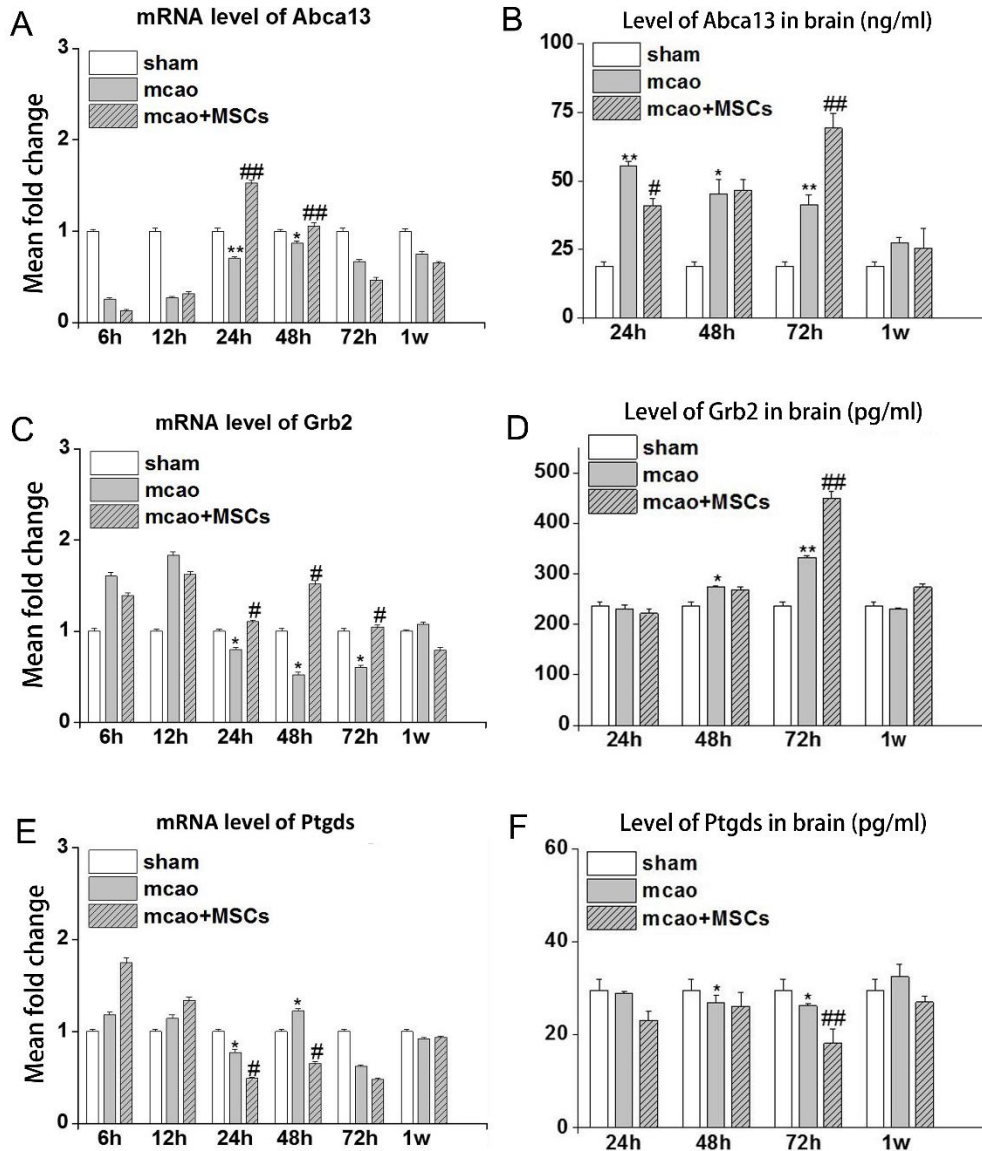 A
mRNA level of Abca13
Mean fold change
3
2
1
0
sham
mcao
mcao+MSCs
**
##
*
##
6h 12h 24h 48h 72h 1w
B
Level of Abca13 in brain (ng/ml)
100
75
50
25
0
sham
mcao
mcao+MSCs
**
#
*
**
##
24h 48h 72h 1w
C
mRNA level of Grb2
Mean fold change
3
2
1
0
sham
mcao
mcao+MSCs
*
#
*
#
*
#
6h 12h 24h 48h 72h 1w
D
Level of Grb2 in brain (pg/ml)
500
400
300
200
100
0
sham
mcao
mcao+MSCs
*
**
##
24h 48h 72h 1w
E
mRNA level of Ptgds
Mean fold change
3
2
1
0
sham
mcao
mcao+MSCs
*
#
*
#
6h 12h 24h 48h 72h 1w
F
Level of Ptgds in brain (pg/ml)
60
40
20
0
sham
mcao
mcao+MSCs
*
*
##
24h 48h 72h 1w